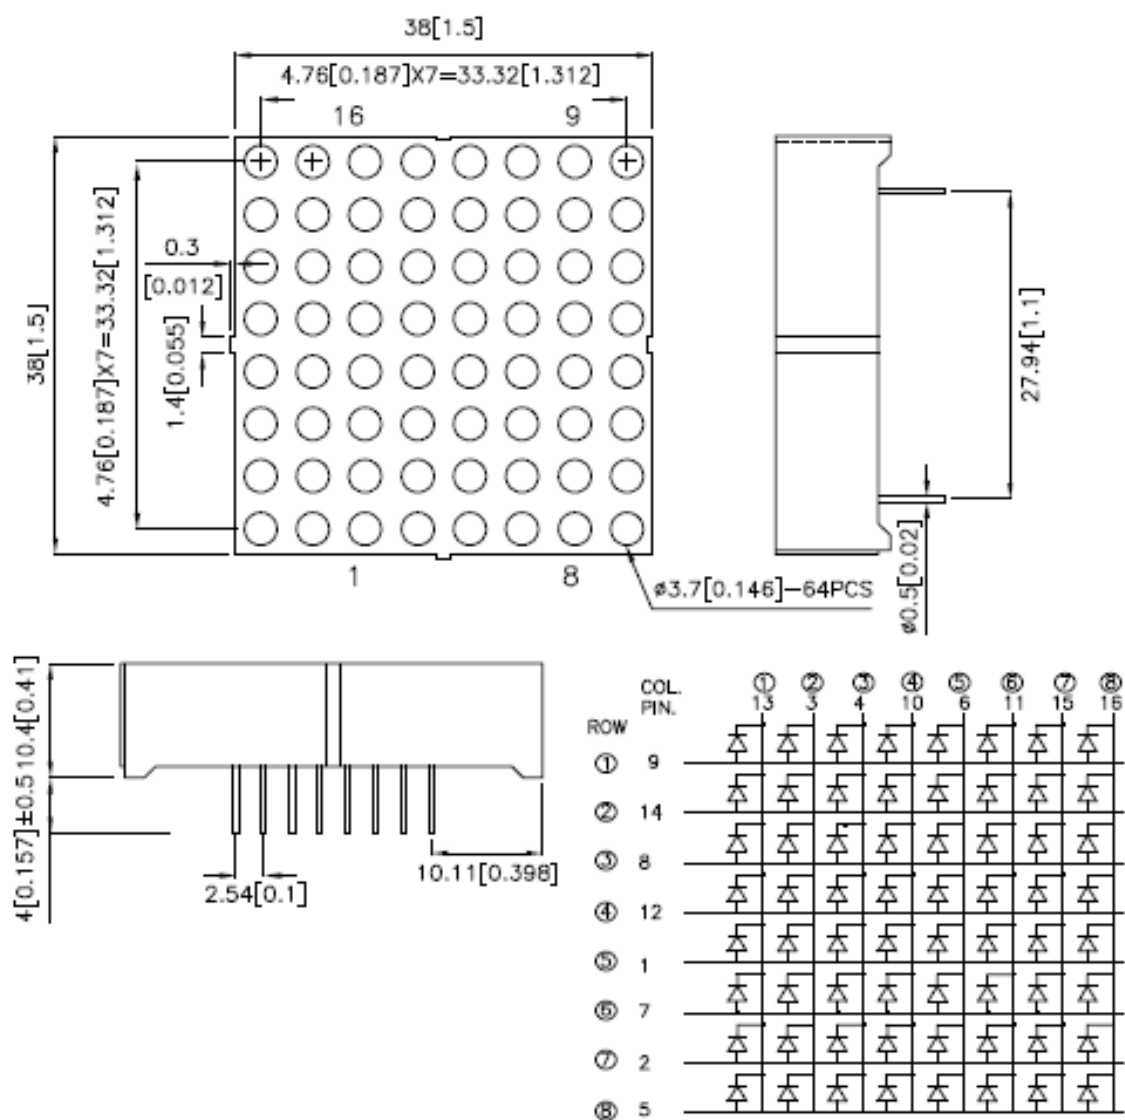 38[1.5]
4.76[0.187]X7=33.32[1.312]
16 9
38[1.5]
4.76[0.187]X7=33.32[1.312]
0.3
[0.012]
1.4[0.055]
27.94[1.1]
1 8
ø3.7[0.146]-64PCS
ø0.5[0.02]
10.4[0.41]
4[0.157]±0.5
2.54[0.1]
10.11[0.398]
COL. ① ② ③ ④ ⑤ ⑥ ⑦ ⑧
PIN. 13 3 4 10 6 11 15 16
ROW
① 9
② 14
③ 8
④ 12
⑤ 1
⑥ 7
⑦ 2
⑧ 5